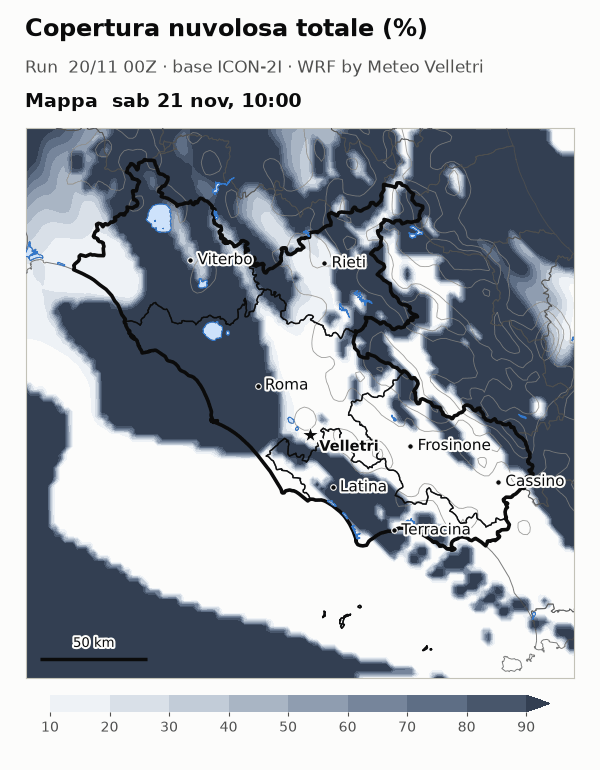 Copertura nuvolosa totale (%)
Run  20/11 00Z · base ICON-2I · WRF by Meteo Velletri
Mappa  sab 21 nov, 10:00
Viterbo
Rieti
Roma
Velletri
Frosinone
Cassino
Latina
Terracina
50 km
10 20 30 40 50 60 70 80 90